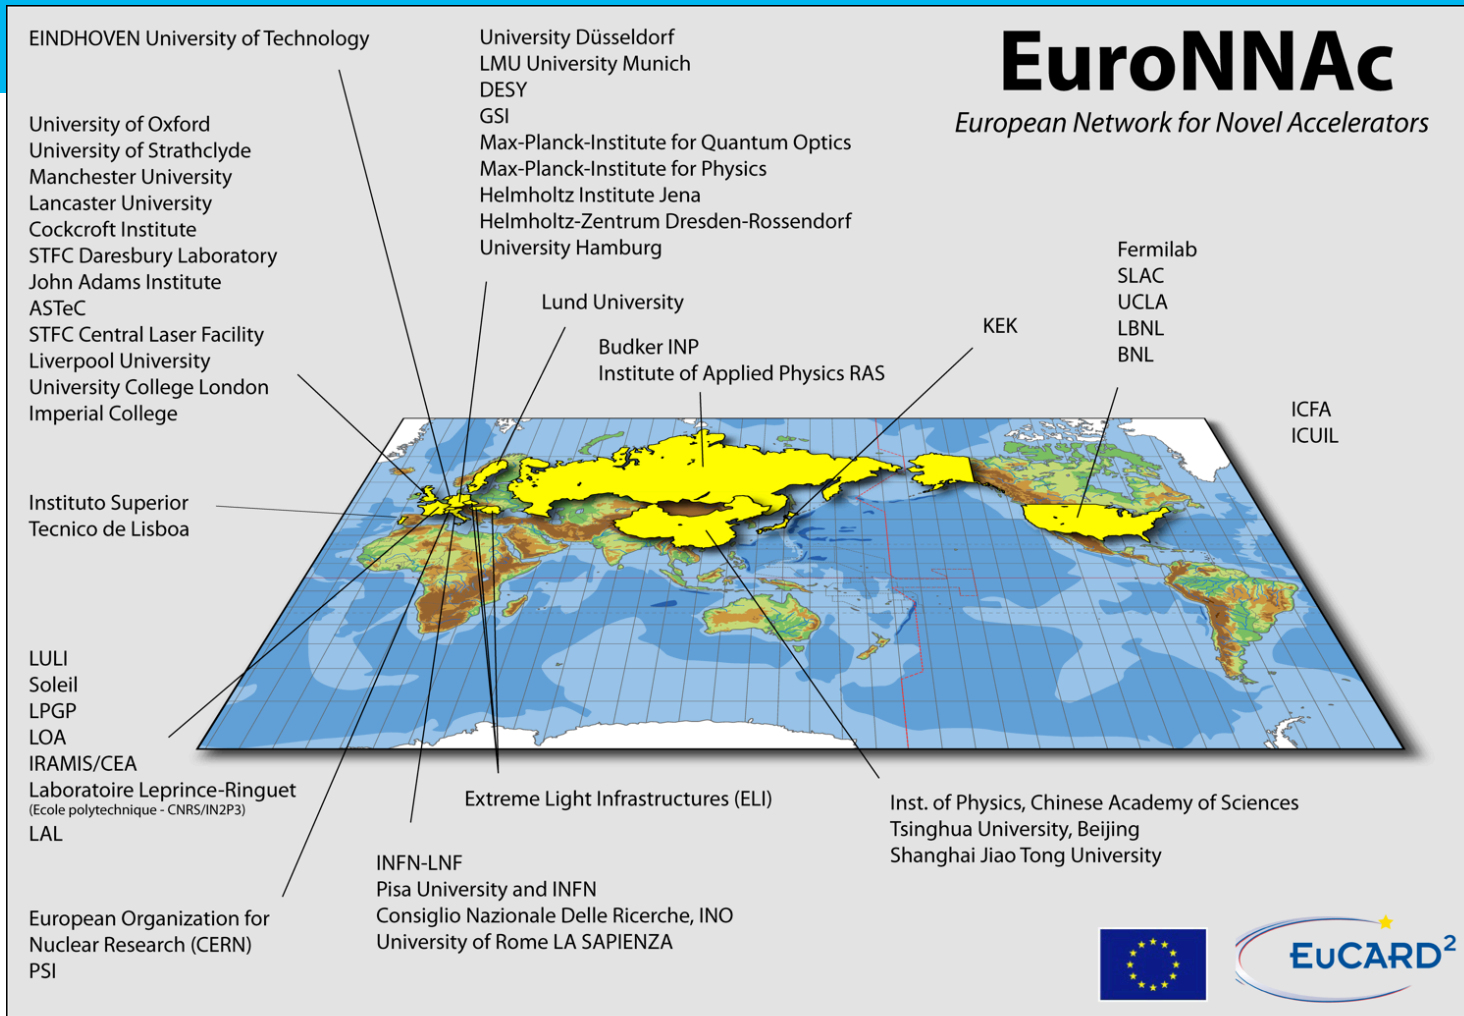 EuroNNAc
European Network for Novel Accelerators
EINDHOVEN University of Technology
University of Oxford
University of Strathclyde
Manchester University
Lancaster University
Cockcroft Institute
STFC Daresbury Laboratory
John Adams Institute
ASTeC
STFC Central Laser Facility
Liverpool University
University College London
Imperial College
University Düsseldorf
LMU University Munich
DESY
GSI
Max-Planck-Institute for Quantum Optics
Max-Planck-Institute for Physics
Helmholtz Institute Jena
Helmholtz-Zentrum Dresden-Rossendorf
University Hamburg
Lund University
Budker INP
Institute of Applied Physics RAS
KEK
Fermilab
SLAC
UCLA
LBNL
BNL
ICFA
ICUIL
Instituto Superior
Tecnico de Lisboa
LULI
Soleil
LPGP
LOA
IRAMIS/CEA
Laboratoire Leprince-Ringuet
(Ecole polytechnique - CNRS/IN2P3)
LAL
European Organization for
Nuclear Research (CERN)
PSI
Extreme Light Infrastructures (ELI)
INFN-LNF
Pisa University and INFN
Consiglio Nazionale Delle Ricerche, INO
University of Rome LA SAPIENZA
Inst. of Physics, Chinese Academy of Sciences
Tsinghua University, Beijing
Shanghai Jiao Tong University
EuCARD²